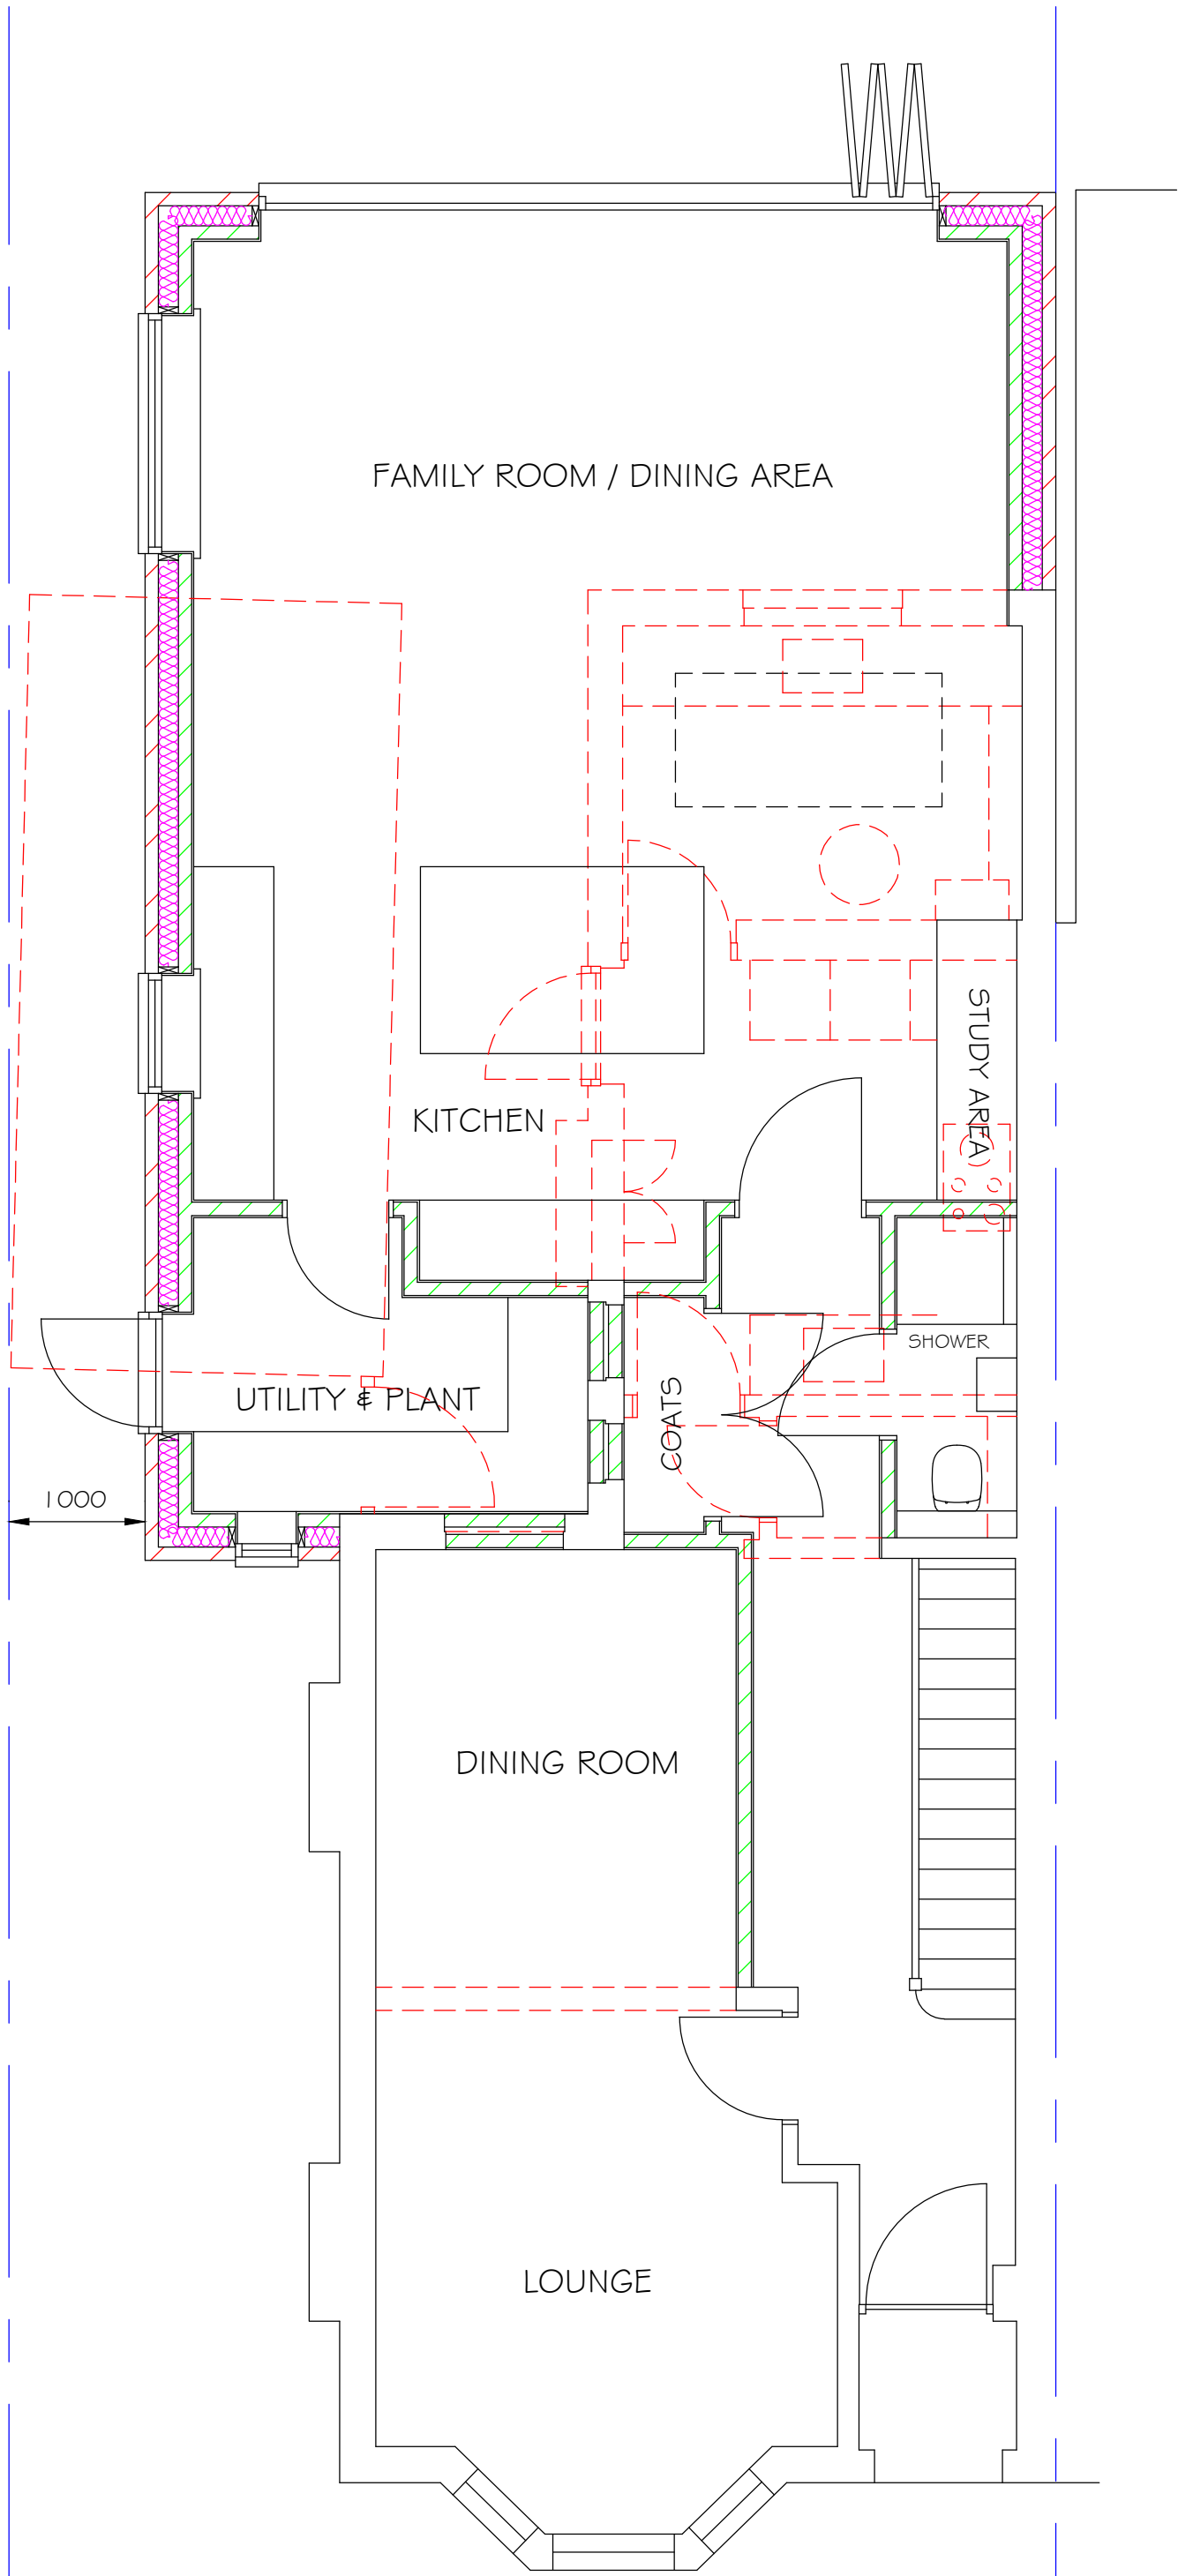 FAMILY ROOM / DINING AREA
STUDY AREA
KITCHEN
SHOWER
UTILITY & PLANT
COATS
1000
DINING ROOM
LOUNGE